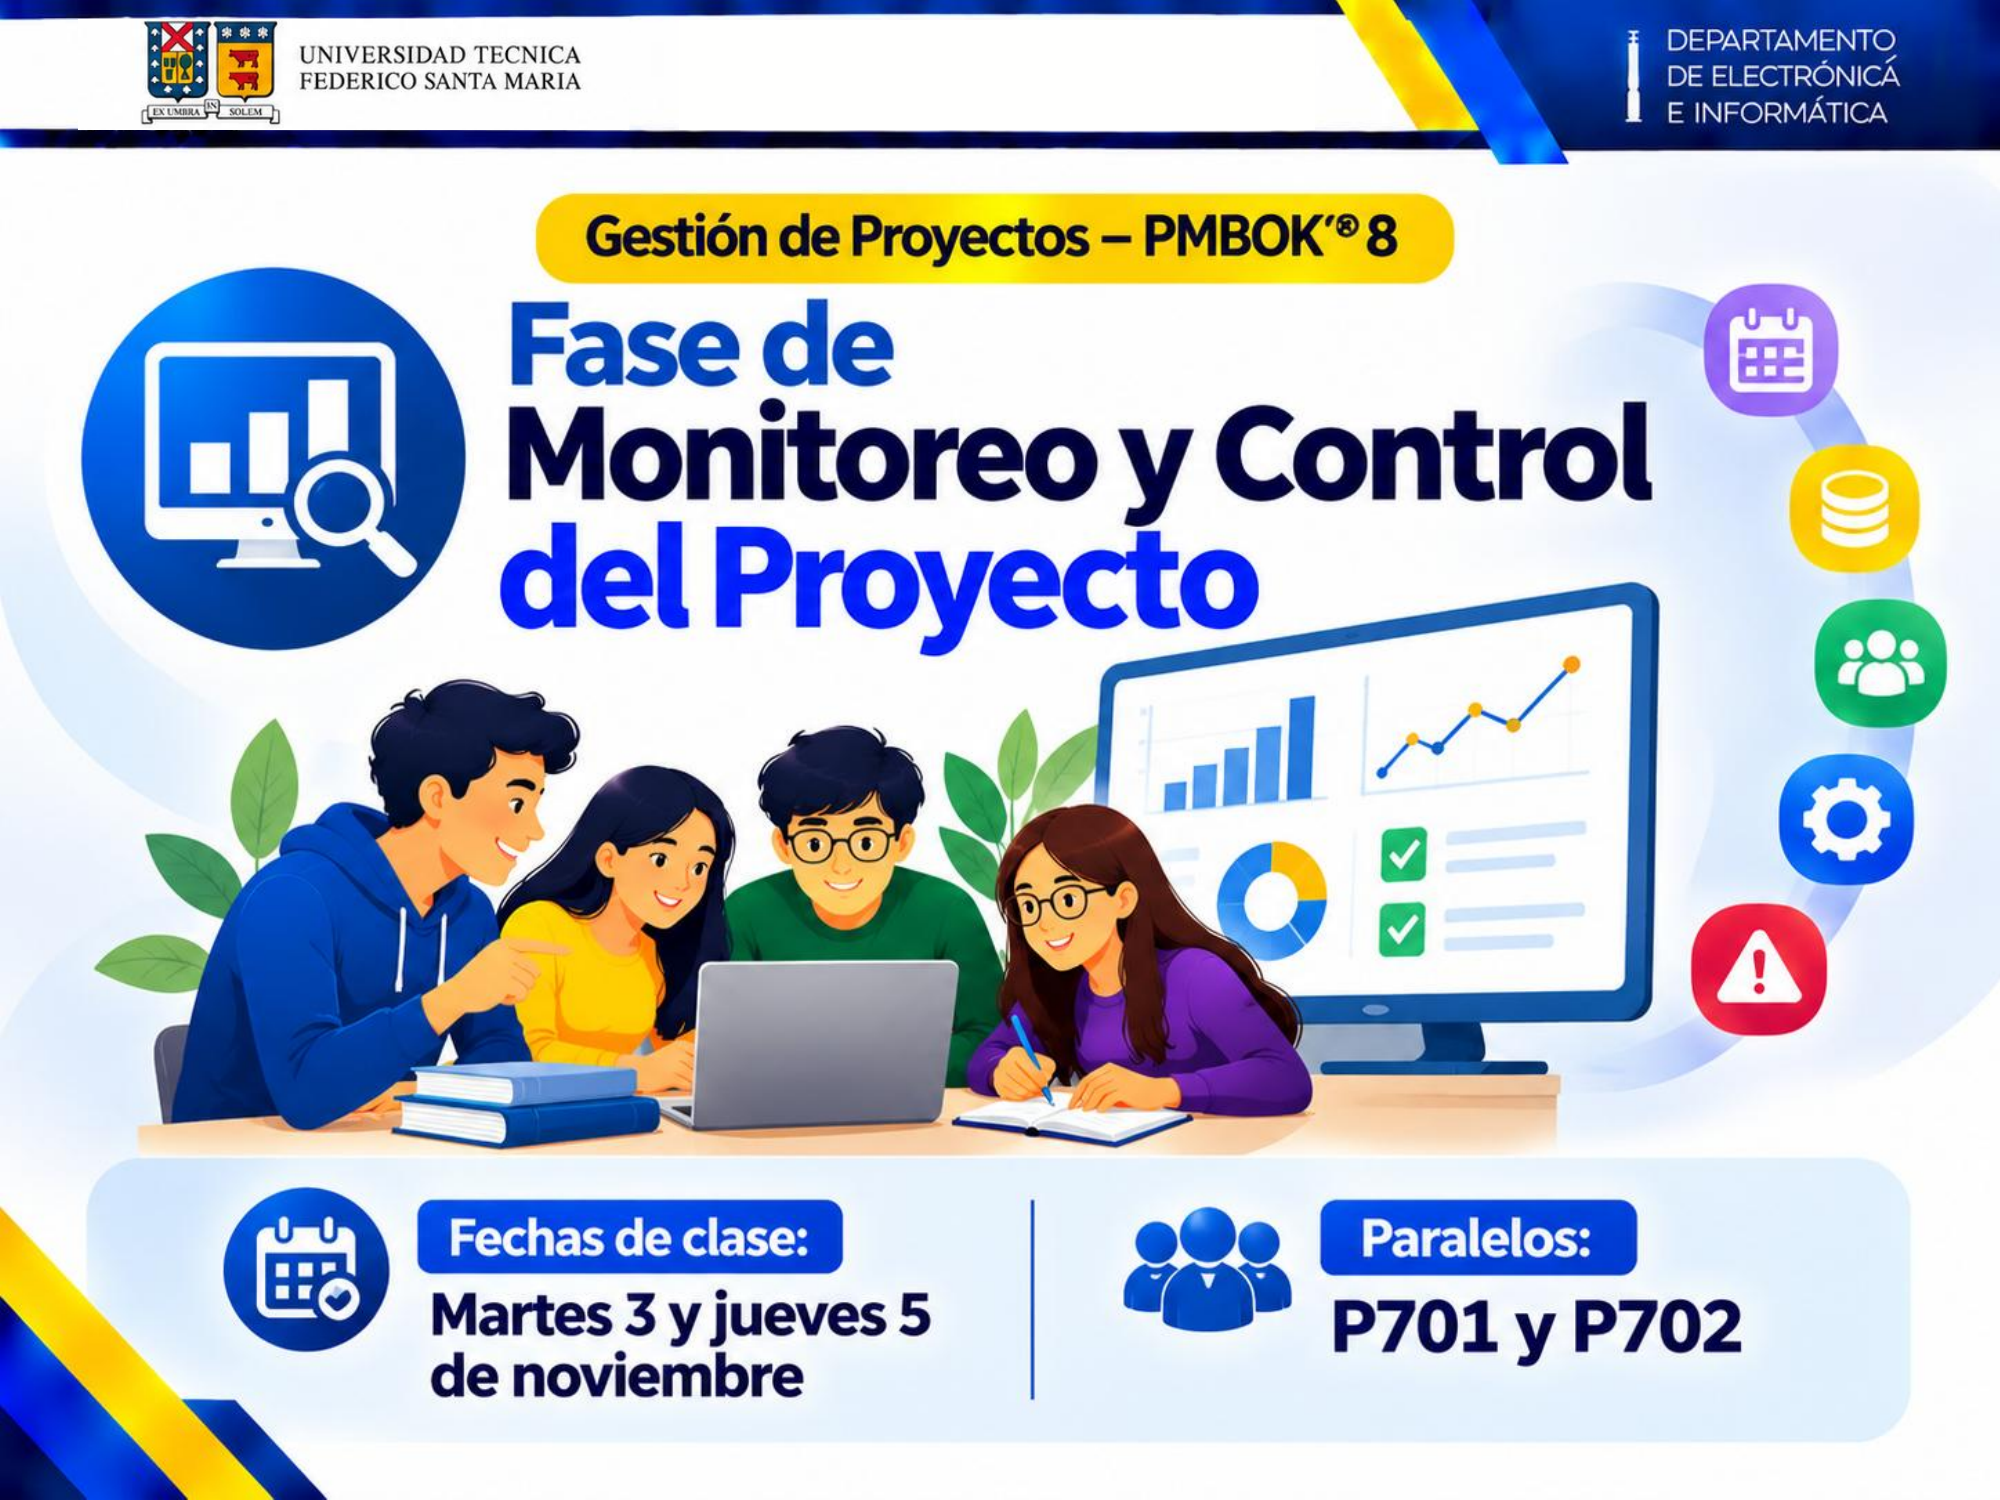 EX UMBRA IN SOLEM
UNIVERSIDAD TECNICA
FEDERICO SANTA MARIA
DEPARTAMENTO
DE ELECTRÓNICÁ
E INFORMÁTICA
Gestión de Proyectos – PMBOK´® 8
Fase de
Monitoreo y Control
del Proyecto
Fechas de clase:
Martes 3 y jueves 5
de noviembre
Paralelos:
P701 y P702